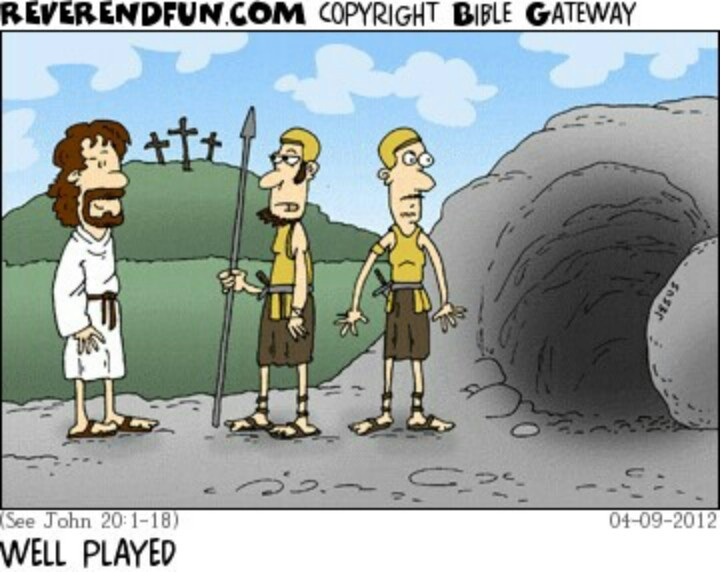 REVERENDFUN.COM COPYRIGHT BIBLE GATEWAY
JESUS
(See John 20:1-18) 04-09-2012
WELL PLAYED